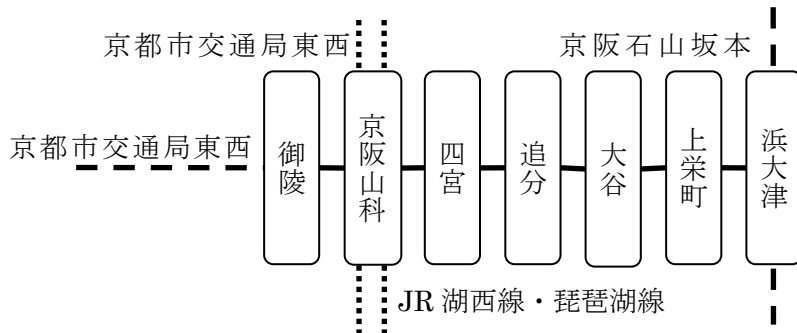 京都市交通局東西
京阪石山坂本
京都市交通局東西
御陵
京阪山科
四宮
追分
大谷
上栄町
浜大津
JR 湖西線・琵琶湖線